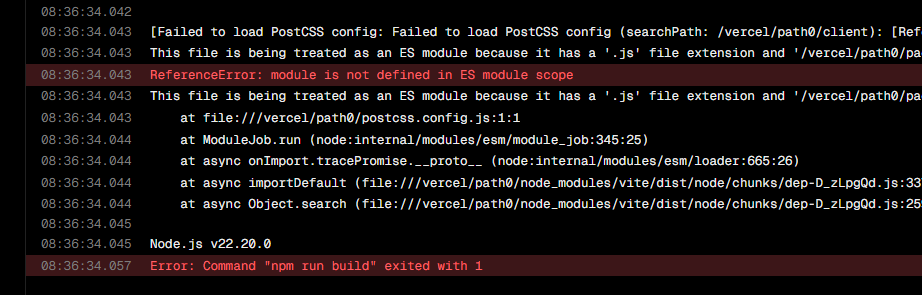 08:36:34.042
08:36:34.043 [Failed to load PostCSS config: Failed to load PostCSS config (searchPath: /vercel/path0/client): [Ref
08:36:34.043 This file is being treated as an ES module because it has a '.js' file extension and '/vercel/path0/pa
08:36:34.043 ReferenceError: module is not defined in ES module scope
08:36:34.043 This file is being treated as an ES module because it has a '.js' file extension and '/vercel/path0/pa
08:36:34.043 at file:///vercel/path0/postcss.config.js:1:1
08:36:34.044 at ModuleJob.run (node:internal/modules/esm/module_job:345:25)
08:36:34.044 at async onImport.tracePromise.__proto__ (node:internal/modules/esm/loader:665:26)
08:36:34.044 at async importDefault (file:///vercel/path0/node_modules/vite/dist/node/chunks/dep-D_zLpgQd.js:33
08:36:34.044 at async Object.search (file:///vercel/path0/node_modules/vite/dist/node/chunks/dep-D_zLpgQd.js:25
08:36:34.045
08:36:34.045 Node.js v22.20.0
08:36:34.057 Error: Command "npm run build" exited with 1